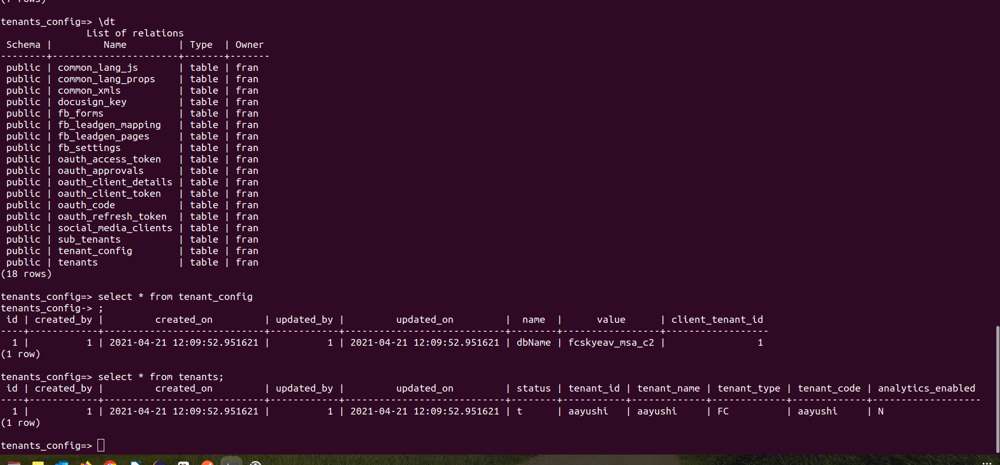 (7 rows)
tenants_config=> \dt
List of relations
Schema | Name | Type | Owner
--------+----------------------+-------+-------
public | common_lang_js | table | fran
public | common_lang_props | table | fran
public | common_xmls | table | fran
public | docusign_key | table | fran
public | fb_forms | table | fran
public | fb_leadgen_mapping | table | fran
public | fb_leadgen_pages | table | fran
public | fb_settings | table | fran
public | oauth_access_token | table | fran
public | oauth_approvals | table | fran
public | oauth_client_details | table | fran
public | oauth_client_token | table | fran
public | oauth_code | table | fran
public | oauth_refresh_token | table | fran
public | social_media_clients | table | fran
public | sub_tenants | table | fran
public | tenant_config | table | fran
public | tenants | table | fran
(18 rows)
tenants_config=> select * from tenant_config
tenants_config-> ;
id | created_by | created_on | updated_by | updated_on | name | value | client_tenant_id
----+------------+----------------------------+------------+----------------------------+--------+-----------------+------------------
1 | 1 | 2021-04-21 12:09:52.951621 | 1 | 2021-04-21 12:09:52.951621 | dbName | fcskyeav_msa_c2 | 1
(1 row)
tenants_config=> select * from tenants;
id | created_by | created_on | updated_by | updated_on | status | tenant_id | tenant_name | tenant_type | tenant_code | analytics_enabled
----+------------+----------------------------+------------+----------------------------+--------+-----------+-------------+-------------+-------------+-------------------
1 | 1 | 2021-04-21 12:09:52.951621 | 1 | 2021-04-21 12:09:52.951621 | t | aayushi | aayushi | FC | aayushi | N
(1 row)
tenants_config=>